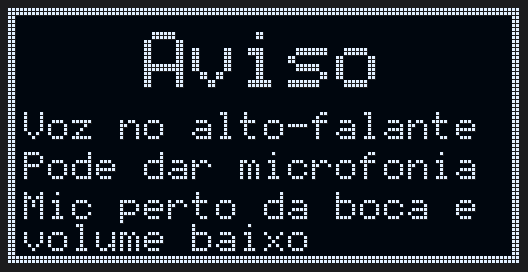 Aviso
Voz no alto-falante
Pode dar microfonia
Mic perto da boca e
volume baixo